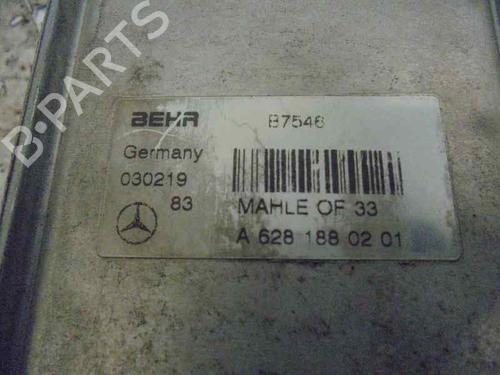 B·PARTS
BEHR B7546
Germany
030219
83 MAHLE OF 33
A 628 188 02 01